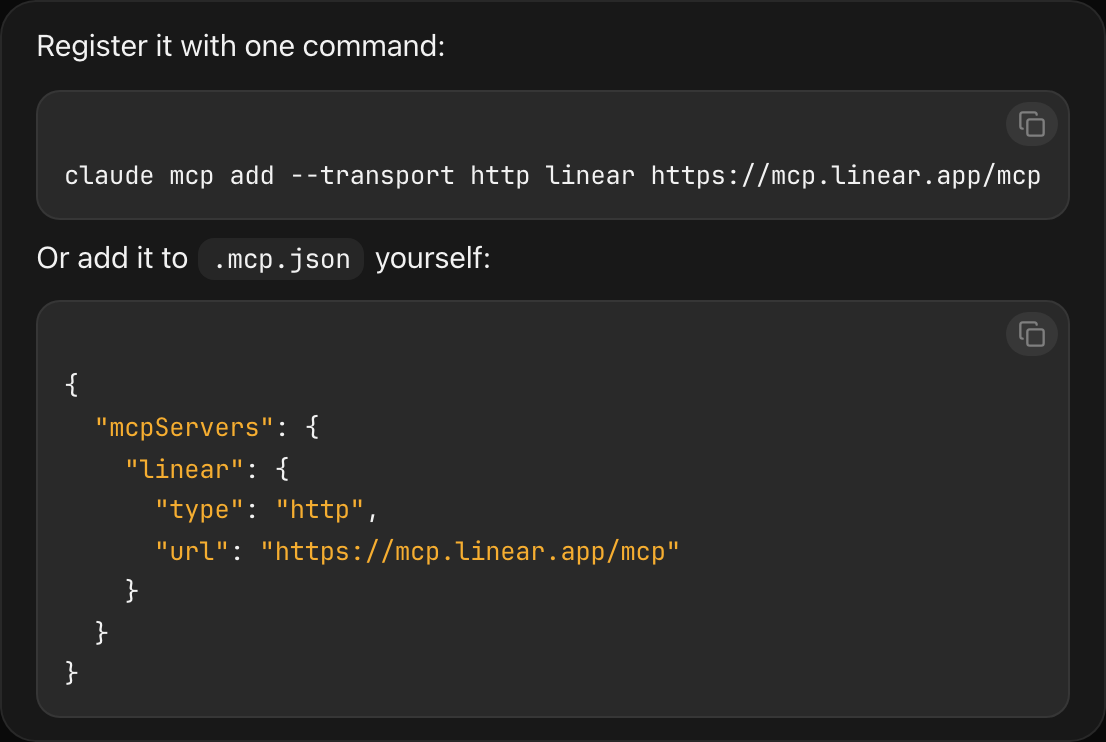 Register it with one command:
claude mcp add --transport http linear https://mcp.linear.app/mcp
Or add it to .mcp.json yourself:
{
  "mcpServers": {
    "linear": {
      "type": "http",
      "url": "https://mcp.linear.app/mcp"
    }
  }
}